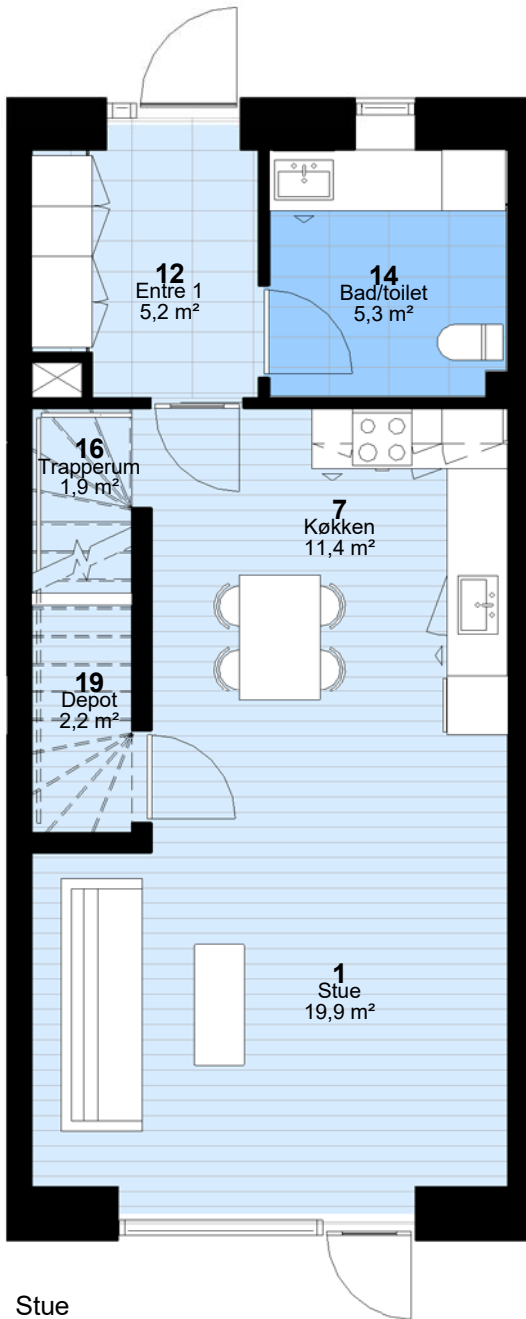 12
Entre 1
5,2 m²
14
Bad/toilet
5,3 m²
16
Trapperum
1,9 m²
7
Køkken
11,4 m²
19
Depot
2,2 m²
1
Stue
19,9 m²
Stue